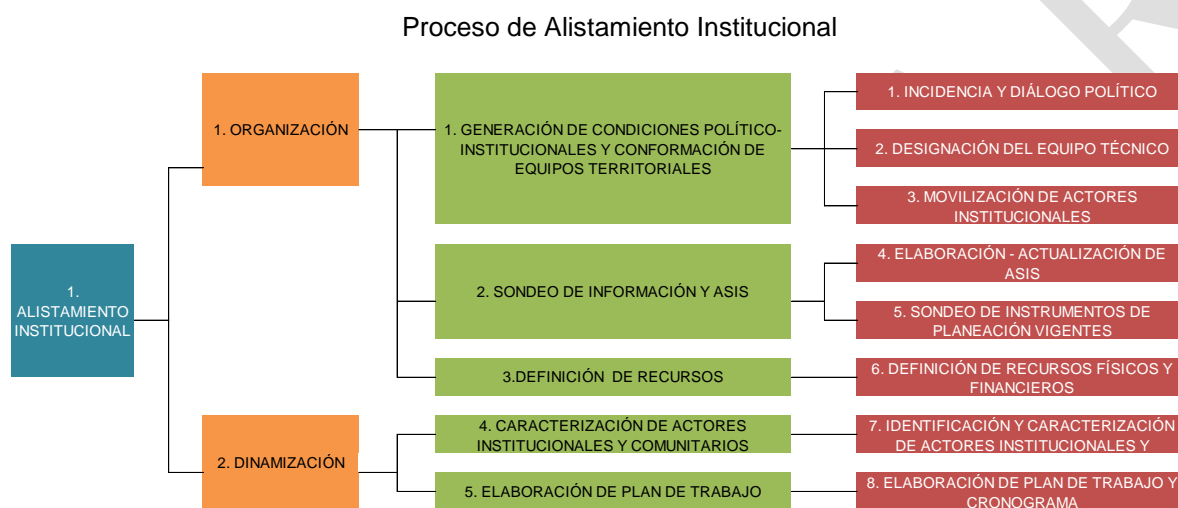 Proceso de Alistamiento Institucional
1.
ALISTAMIENTO
INSTITUCIONAL
1. ORGANIZACIÓN
2. DINAMIZACIÓN
1. GENERACIÓN DE CONDICIONES POLÍTICO-
INSTITUCIONALES Y CONFORMACIÓN DE
EQUIPOS TERRITORIALES
2. SONDEO DE INFORMACIÓN Y ASIS
3.DEFINICIÓN DE RECURSOS
4. CARACTERIZACIÓN DE ACTORES
INSTITUCIONALES Y COMUNITARIOS
5. ELABORACIÓN DE PLAN DE TRABAJO
1. INCIDENCIA Y DIÁLOGO POLÍTICO
2. DESIGNACIÓN DEL EQUIPO TÉCNICO
3. MOVILIZACIÓN DE ACTORES
INSTITUCIONALES
4. ELABORACIÓN - ACTUALIZACIÓN DE
ASIS
5. SONDEO DE INSTRUMENTOS DE
PLANEACIÓN VIGENTES
6. DEFINICIÓN DE RECURSOS FÍSICOS Y
FINANCIEROS
7. IDENTIFICACIÓN Y CARACTERIZACIÓN
DE ACTORES INSTITUCIONALES Y
8. ELABORACIÓN DE PLAN DE TRABAJO Y
CRONOGRAMA